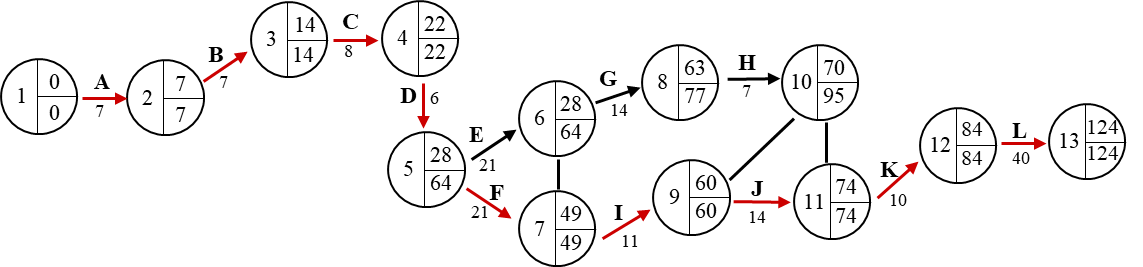 1 0 0
A
7
2 7 7
B
7
3 14 14
C
8
4 22 22
D 6
5 28 64
E
21
F
21
6 28 64
7 49 49
G
14
8 63 77
H
7
10 70 95
I
11
9 60 60
J
14
11 74 74
K
10
12 84 84
L
40
13 124 124